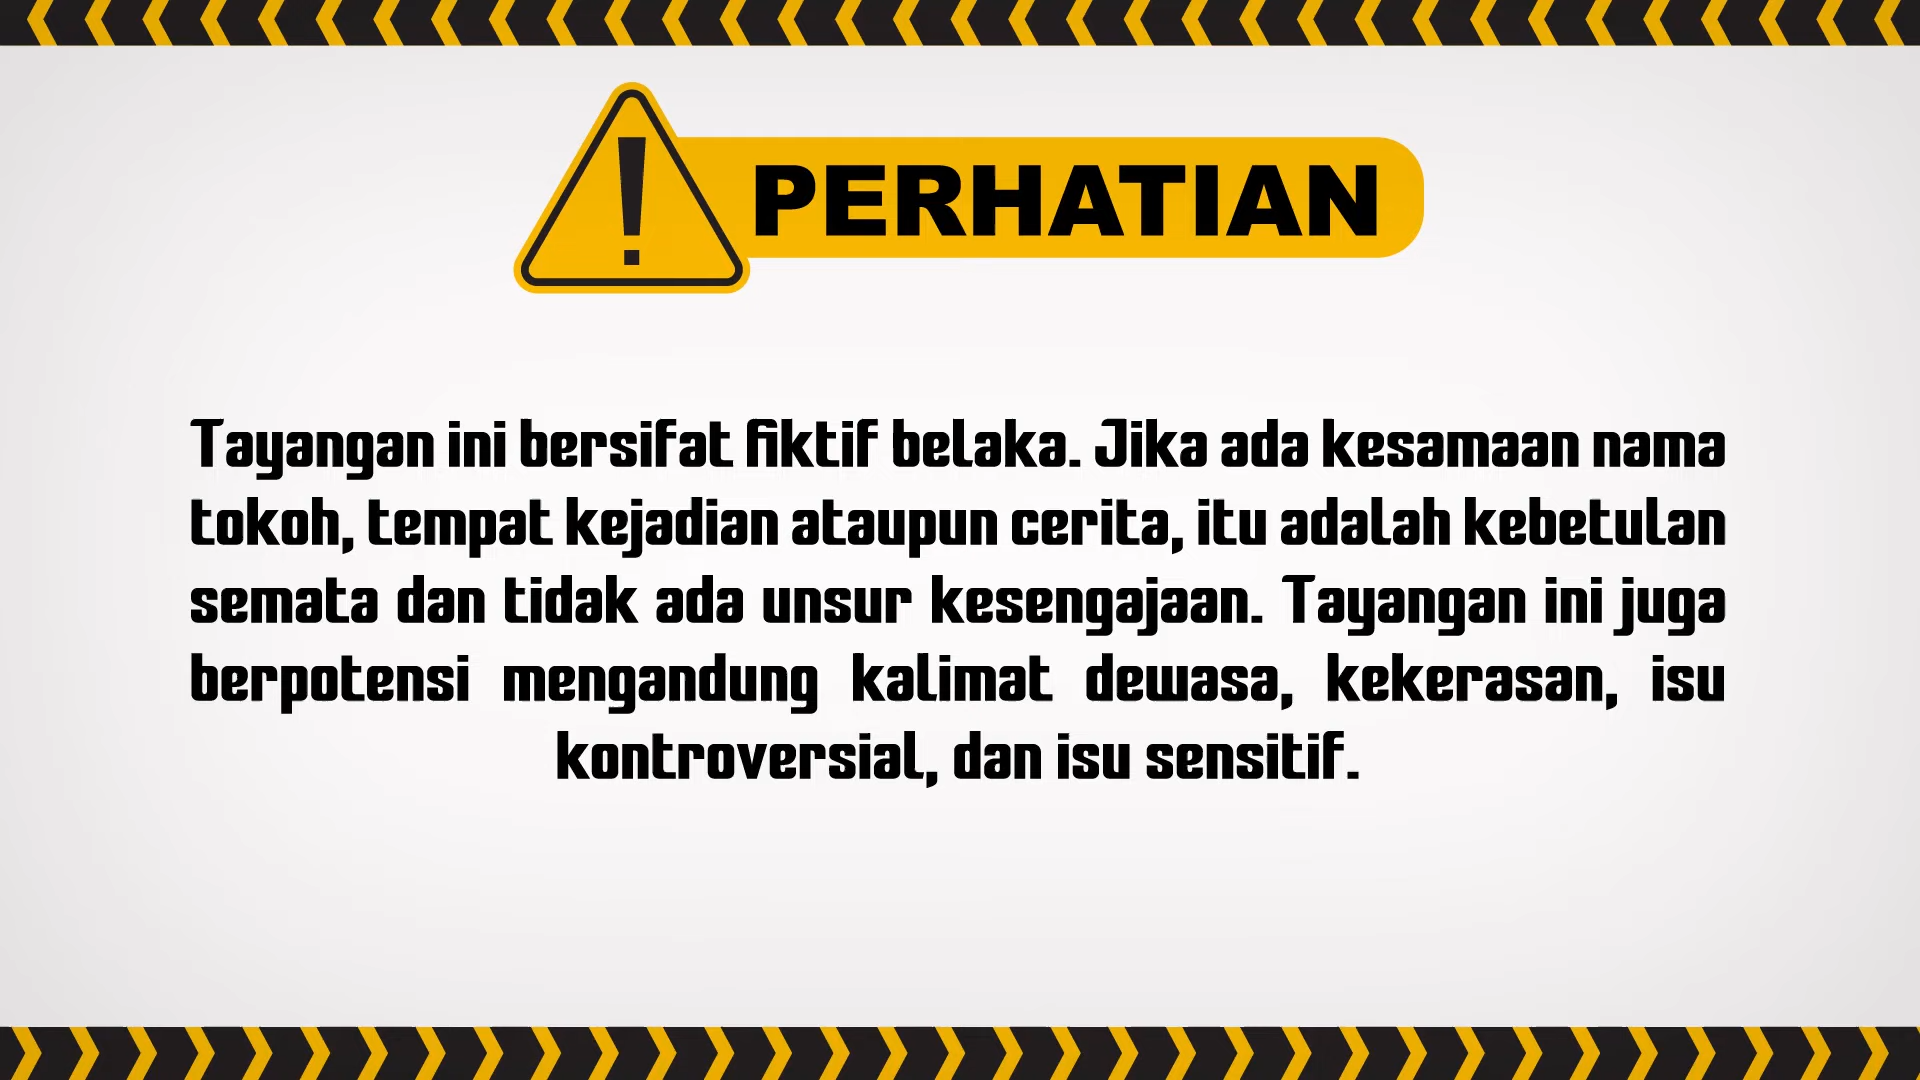 PERHATIAN
Tayangan ini bersifat fiktif belaka. Jika ada kesamaan nama
tokoh, tempat kejadian ataupun cerita, itu adalah kebetulan
semata dan tidak ada unsur kesengajaan. Tayangan ini juga
berpotensi mengandung kalimat dewasa, kekerasan, isu
kontroversial, dan isu sensitif.